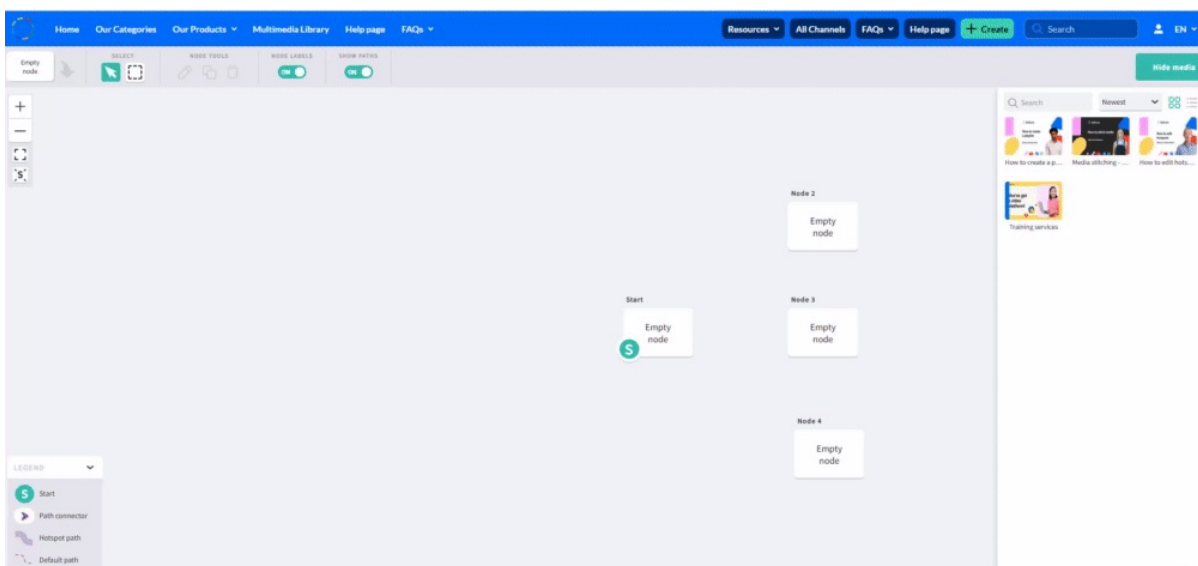 Home Our Categories Our Products Multimedia Library Help page FAQs Resources All Channels FAQs Help page + Create Search EN
Empty
node
SELECT
NODE TOOLS
NODE LABELS
ON
SHOW PATHS
ON
Hide media
Search
Newest
How to create a p...
Media stitching - ...
How to edit hots...
Training services
Node 2
Empty
node
Start
Empty
node
S
Node 3
Empty
node
Node 4
Empty
node
S
LEGEND
S Start
Path connector
Hotspot path
Default path